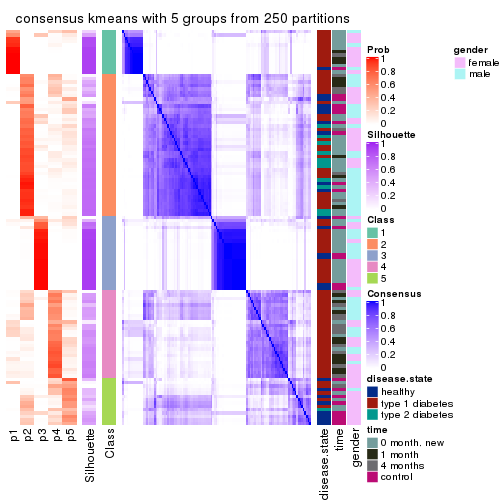 consensus kmeans with 5 groups from 250 partitions
Prob
1
0.8
0.6
0.4
0.2
0
gender
female
male
Silhouette
1
0.8
0.6
0.4
0.2
0
Class
1
2
3
4
5
Consensus
1
0.8
0.6
0.4
0.2
0
disease.state
healthy
type 1 diabetes
type 2 diabetes
time
0 month. new
1 month
4 months
control
p1
p2
p3
p4
p5
Silhouette
Class
disease.state
time
gender